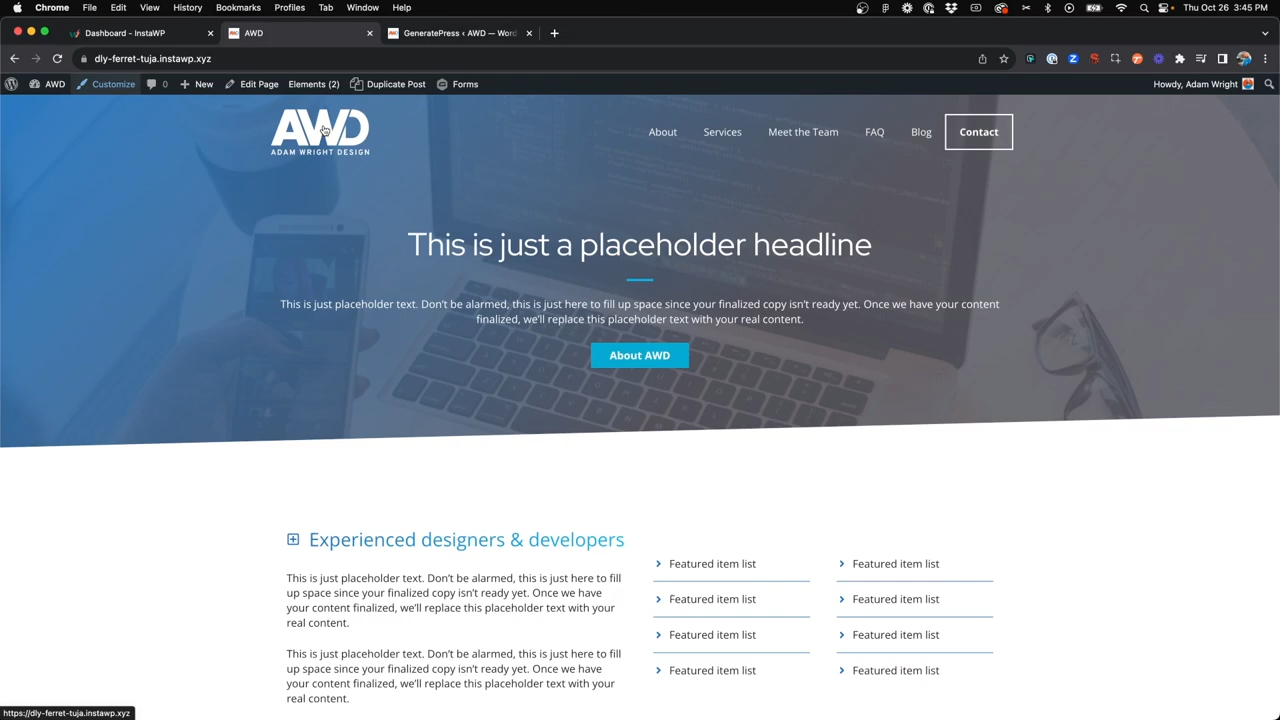 Chrome File Edit View History Bookmarks Profiles Tab Window Help Thu Oct 26 3:45 PM
Dashboard - InstaWP AWD GeneratePress ‹ AWD — Word
dly-ferret-tuja.instawp.xyz
AWD Customize 0 New Edit Page Elements (2) Duplicate Post Forms Howdy, Adam Wright
AWD
ADAM WRIGHT DESIGN
About Services Meet the Team FAQ Blog Contact
This is just a placeholder headline
This is just placeholder text. Don't be alarmed, this is just here to fill up space since your finalized copy isn't ready yet. Once we have your content
finalized, we'll replace this placeholder text with your real content.
About AWD
Experienced designers & developers
This is just placeholder text. Don't be alarmed, this is just here to fill
up space since your finalized copy isn't ready yet. Once we have
your content finalized, we'll replace this placeholder text with your
real content.
This is just placeholder text. Don't be alarmed, this is just here to fill
up space since your finalized copy isn't ready yet. Once we have
your content finalized, we'll replace this placeholder text with your
real content.
Featured item list Featured item list
Featured item list Featured item list
Featured item list Featured item list
Featured item list Featured item list
https://dly-ferret-tuja.instawp.xyz